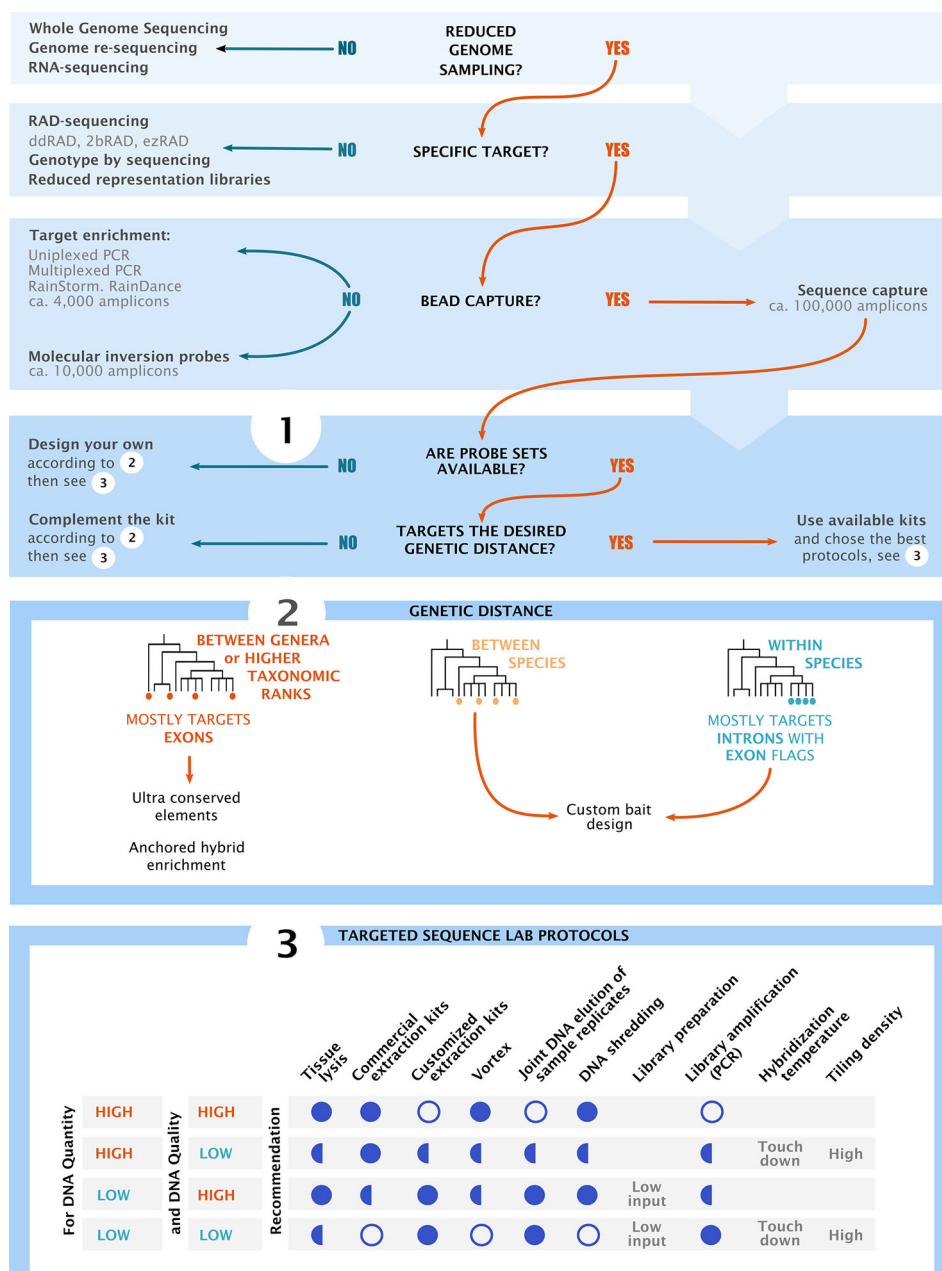 Whole Genome Sequencing
Genome re-sequencing
RNA-sequencing
NO
REDUCED
GENOME
SAMPLING?
YES
RAD-sequencing
ddRAD, 2bRAD, ezRAD
Genotype by sequencing
Reduced representation libraries
NO
SPECIFIC TARGET?
YES
Target enrichment:
Uniplexed PCR
Multiplexed PCR
RainStorm. RainDance
ca. 4,000 amplicons
Molecular inversion probes
ca. 10,000 amplicons
NO
BEAD CAPTURE?
YES
Sequence capture
ca. 100,000 amplicons
1
Design your own
according to 2
then see 3
NO
ARE PROBE SETS
AVAILABLE?
YES
Complement the kit
according to 2
then see 3
NO
TARGETS THE DESIRED
GENETIC DISTANCE?
YES
Use available kits
and chose the best
protocols, see 3
2
GENETIC DISTANCE
BETWEEN GENERA
or HIGHER
TAXONOMIC
RANKS
MOSTLY TARGETS
EXONS
Ultra conserved
elements
Anchored hybrid
enrichment
BETWEEN
SPECIES
WITHIN
SPECIES
MOSTLY TARGETS
INTRONS WITH
EXON FLAGS
Custom bait
design
3
TARGETED SEQUENCE LAB PROTOCOLS
Tissue
lysis
Commercial
extraction kits
Customized
extraction kits
Vortex
Joint DNA elution of
sample replicates
DNA shredding
Library preparation
Library amplification
(PCR)
Hybridization
temperature
Tiling density
For DNA Quantity
and DNA Quality
Recommendation
HIGH HIGH
HIGH LOW Touch down High
LOW HIGH Low input
LOW LOW Low input Touch down High